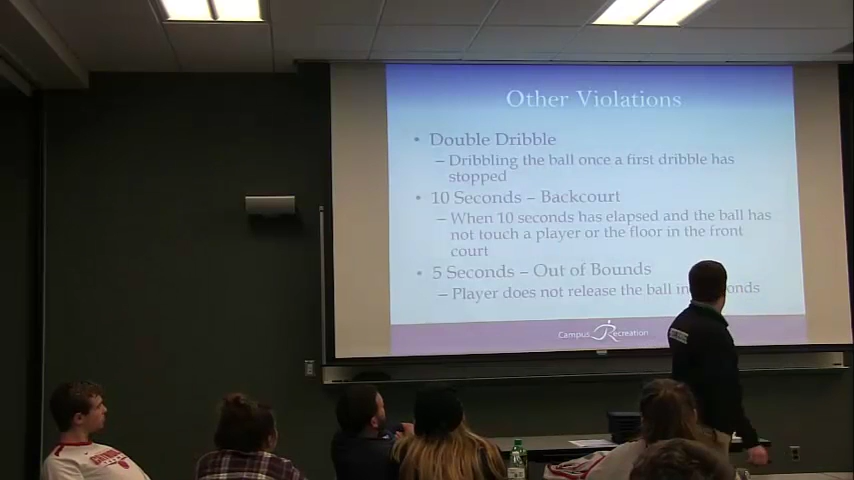 Other Violations
• Double Dribble
– Dribbling the ball once a first dribble has
stopped
• 10 Seconds – Backcourt
– When 10 seconds has elapsed and the ball has
not touch a player or the floor in the front
court
• 5 Seconds – Out of Bounds
– Player does not release the ball in onds
Campus Recreation